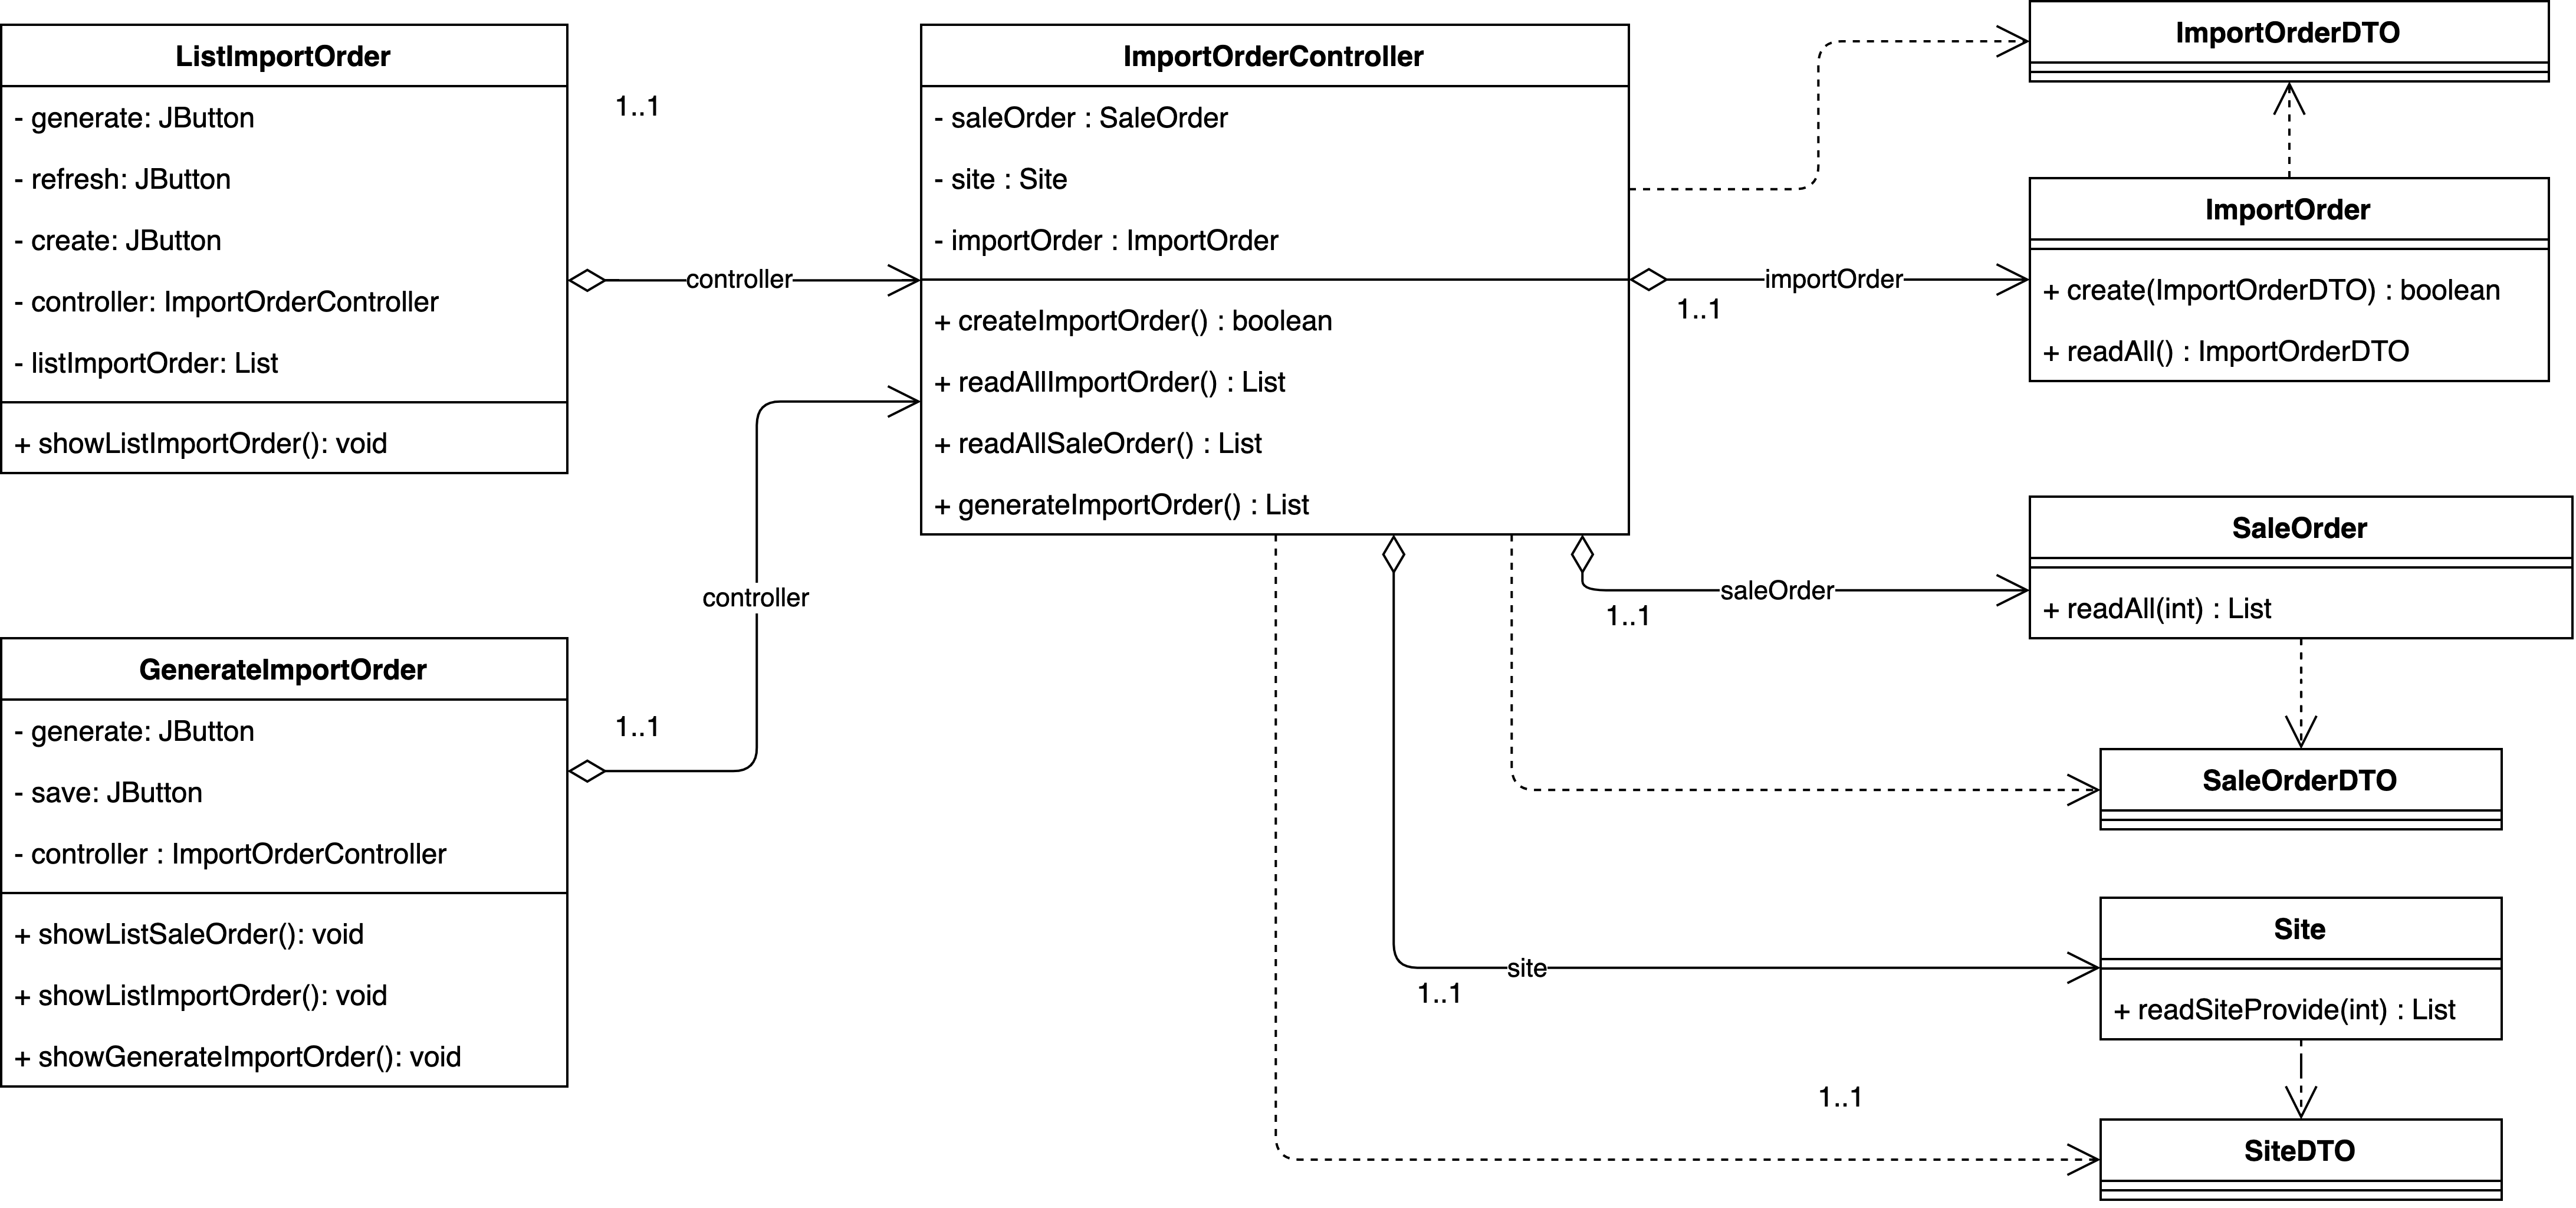 ListImportOrder
- generate: JButton
- refresh: JButton
- create: JButton
- controller: ImportOrderController
- listImportOrder: List
+ showListImportOrder(): void
1..1
controller
ImportOrderController
- saleOrder : SaleOrder
- site : Site
- importOrder : ImportOrder
+ createImportOrder() : boolean
+ readAllImportOrder() : List
+ readAllSaleOrder() : List
+ generateImportOrder() : List
importOrder
1..1
ImportOrderDTO
ImportOrder
+ create(ImportOrderDTO) : boolean
+ readAll() : ImportOrderDTO
controller
1..1
GenerateImportOrder
- generate: JButton
- save: JButton
- controller : ImportOrderController
+ showListSaleOrder(): void
+ showListImportOrder(): void
+ showGenerateImportOrder(): void
saleOrder
1..1
SaleOrder
+ readAll(int) : List
SaleOrderDTO
site
1..1
Site
+ readSiteProvide(int) : List
1..1
SiteDTO